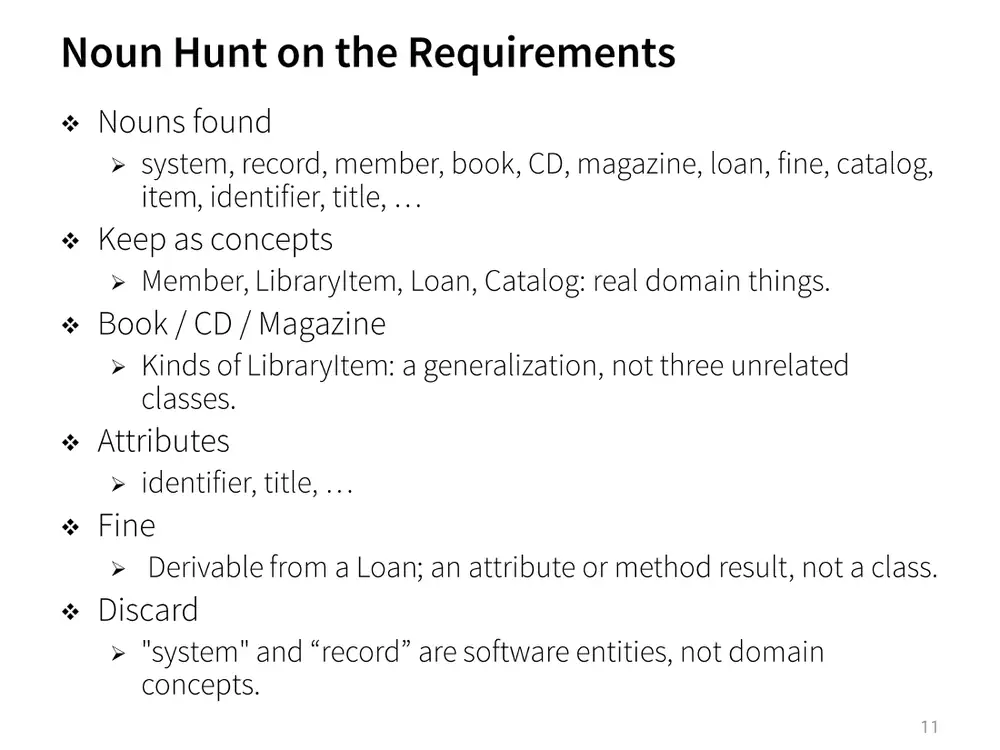 Noun Hunt on the Requirements
❖ Nouns found
➢ system, record, member, book, CD, magazine, loan, fine, catalog,
item, identifier, title, …
❖ Keep as concepts
➢ Member, LibraryItem, Loan, Catalog: real domain things.
❖ Book / CD / Magazine
➢ Kinds of LibraryItem: a generalization, not three unrelated
classes.
❖ Attributes
➢ identifier, title, …
❖ Fine
➢ Derivable from a Loan; an attribute or method result, not a class.
❖ Discard
➢ "system" and “record” are software entities, not domain
concepts.
11